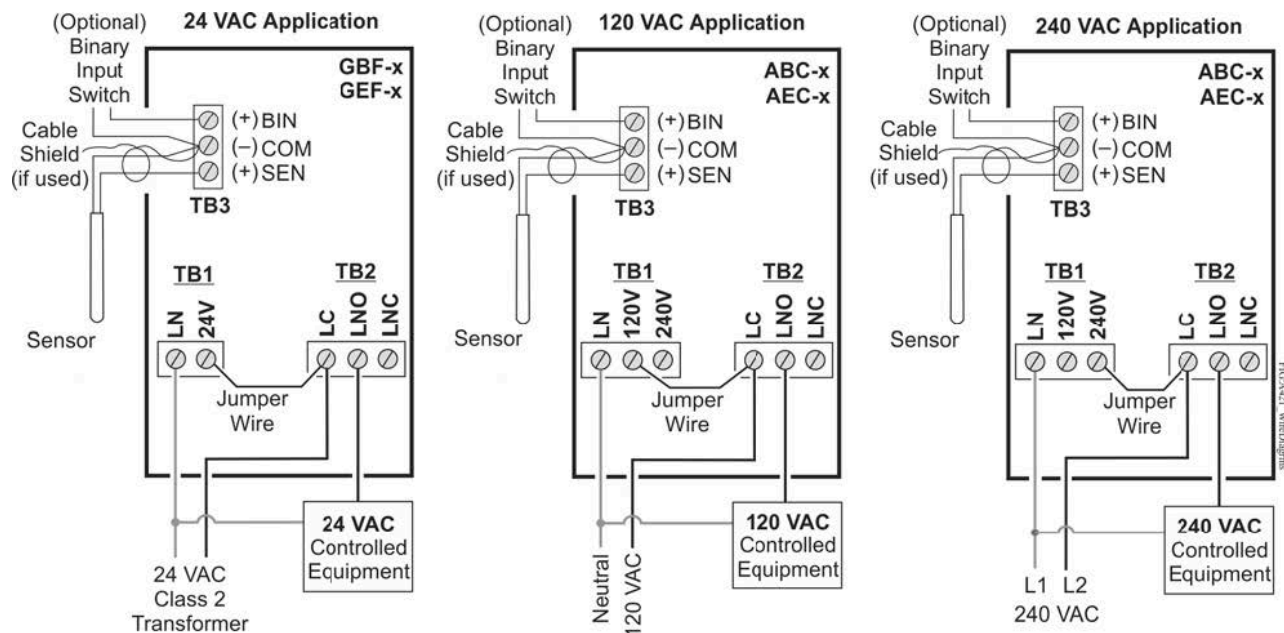 24 VAC Application
(Optional)
Binary
Input
Switch
GBF-x
GEF-x
Cable
Shield
(if used)
(+) BIN
(–) COM
(+) SEN
TB3
Sensor
TB1
TB2
LN
24V
LC
LNO
LNC
Jumper
Wire
24 VAC
Controlled
Equipment
24 VAC
Class 2
Transformer
120 VAC Application
(Optional)
Binary
Input
Switch
ABC-x
AEC-x
Cable
Shield
(if used)
(+) BIN
(–) COM
(+) SEN
TB3
Sensor
TB1
TB2
LN
120V
240V
LC
LNO
LNC
Jumper
Wire
120 VAC
Controlled
Equipment
Neutral
120 VAC
240 VAC Application
(Optional)
Binary
Input
Switch
ABC-x
AEC-x
Cable
Shield
(if used)
(+) BIN
(–) COM
(+) SEN
TB3
Sensor
TB1
TB2
LN
120V
240V
LC
LNO
LNC
Jumper
Wire
240 VAC
Controlled
Equipment
L1 L2
240 VAC